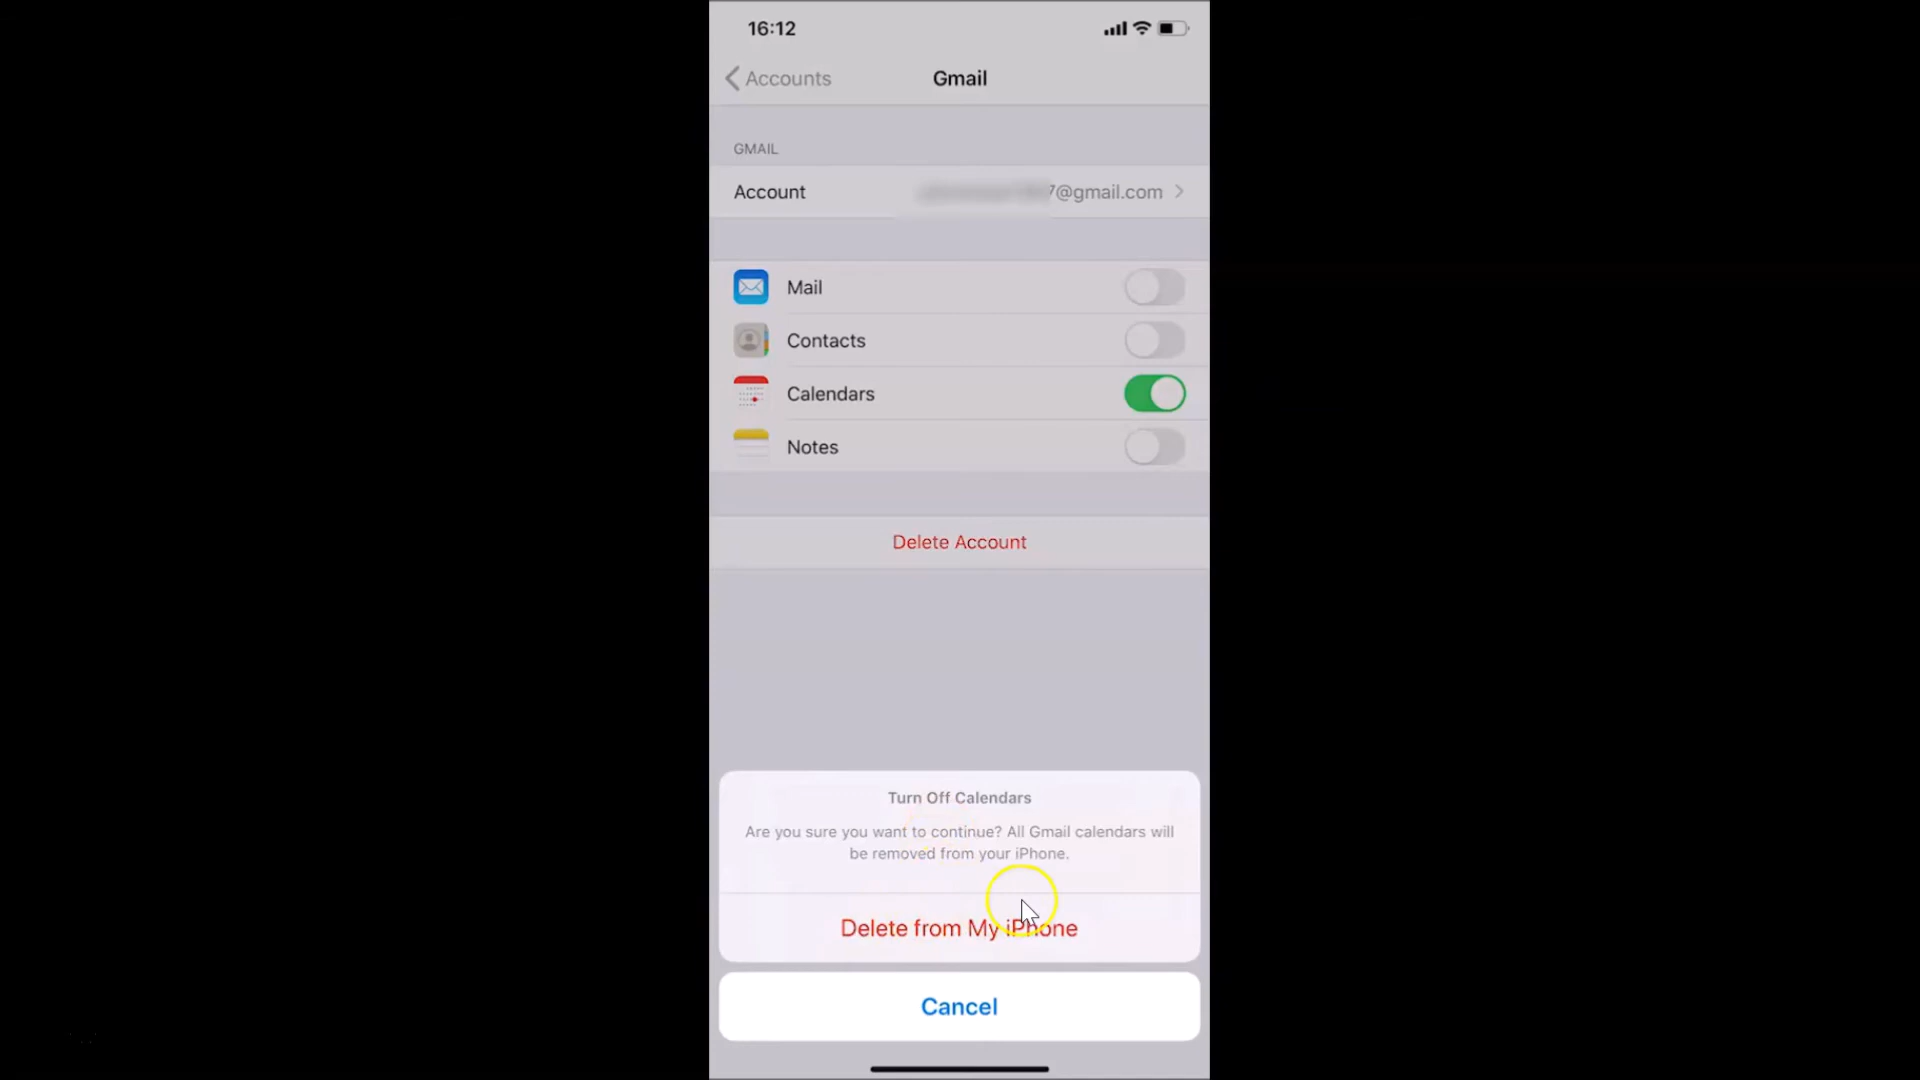 16:12
Accounts
Gmail
GMAIL
Account 7@gmail.com
Mail
Contacts
Calendars
Notes
Delete Account
Turn Off Calendars
Are you sure you want to continue? All Gmail calendars will
be removed from your iPhone.
Delete from My iPhone
Cancel